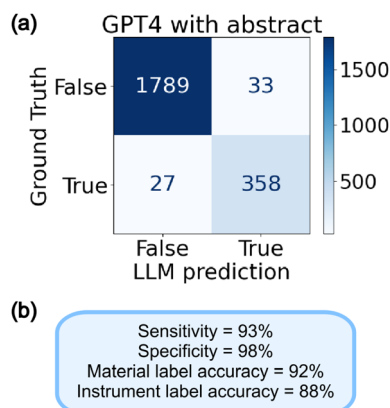 (a)
GPT4 with abstract
Ground Truth
False
1789
33
True
27
358
False
True
LLM prediction
1500
1000
500
(b)
Sensitivity = 93%
Specificity = 98%
Material label accuracy = 92%
Instrument label accuracy = 88%